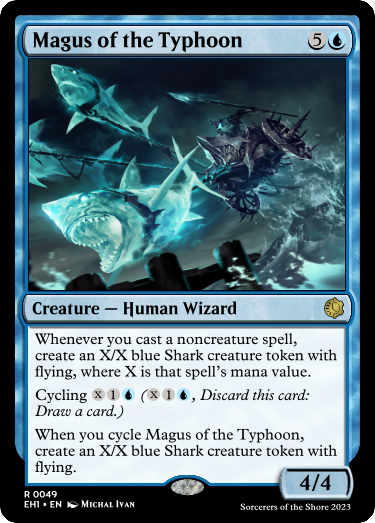 Magus of the Typhoon 5
Creature — Human Wizard
Whenever you cast a noncreature spell,
create an X/X blue Shark creature token with
flying, where X is that spell's mana value.
Cycling X 1 (X 1 , Discard this card:
Draw a card.)
When you cycle Magus of the Typhoon,
create an X/X blue Shark creature token with
flying.
4/4
R 0049
EH1 • EN Michal Ivan
Sorcerers of the Shore 2023